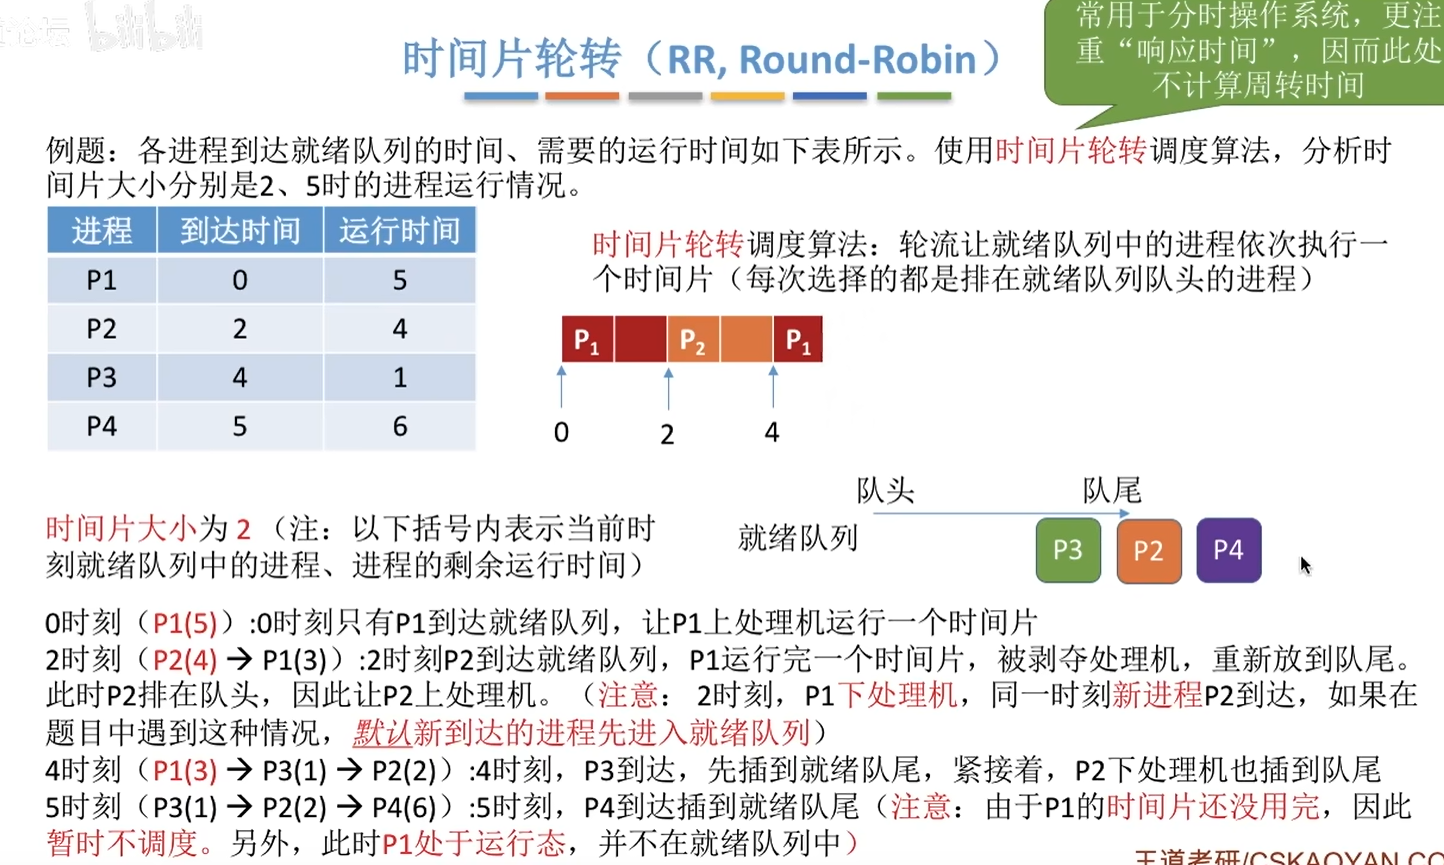 论坛 bilibili
常用于分时操作系统，更注
重“响应时间”，因而此处
不计算周转时间
时间片轮转（RR, Round-Robin）
例题：各进程到达就绪队列的时间、需要的运行时间如下表所示。使用时间片轮转调度算法，分析时
间片大小分别是2、5时的进程运行情况。
进程 到达时间 运行时间
P1 0 5
P2 2 4
P3 4 1
P4 5 6
时间片轮转调度算法：轮流让就绪队列中的进程依次执行一
个时间片（每次选择的都是排在就绪队列队头的进程）
P1 P2 P1
0 2 4
队头 队尾
就绪队列 P3 P2 P4
时间片大小为 2（注：以下括号内表示当前时
刻就绪队列中的进程、进程的剩余运行时间）
0时刻（P1(5)）:0时刻只有P1到达就绪队列，让P1上处理机运行一个时间片
2时刻（P2(4) → P1(3)）:2时刻P2到达就绪队列，P1运行完一个时间片，被剥夺处理机，重新放到队尾。
此时P2排在队头，因此让P2上处理机。（注意： 2时刻，P1下处理机，同一时刻新进程P2到达，如果在
题目中遇到这种情况，默认新到达的进程先进入就绪队列）
4时刻（P1(3) → P3(1) → P2(2)）:4时刻，P3到达，先插到就绪队尾，紧接着，P2下处理机也插到队尾
5时刻（P3(1) → P2(2) → P4(6)）:5时刻，P4到达插到就绪队尾（注意：由于P1的时间片还没用完，因此
暂时不调度。另外，此时P1处于运行态，并不在就绪队列中）
王道考研/CSKAOYAN.CO